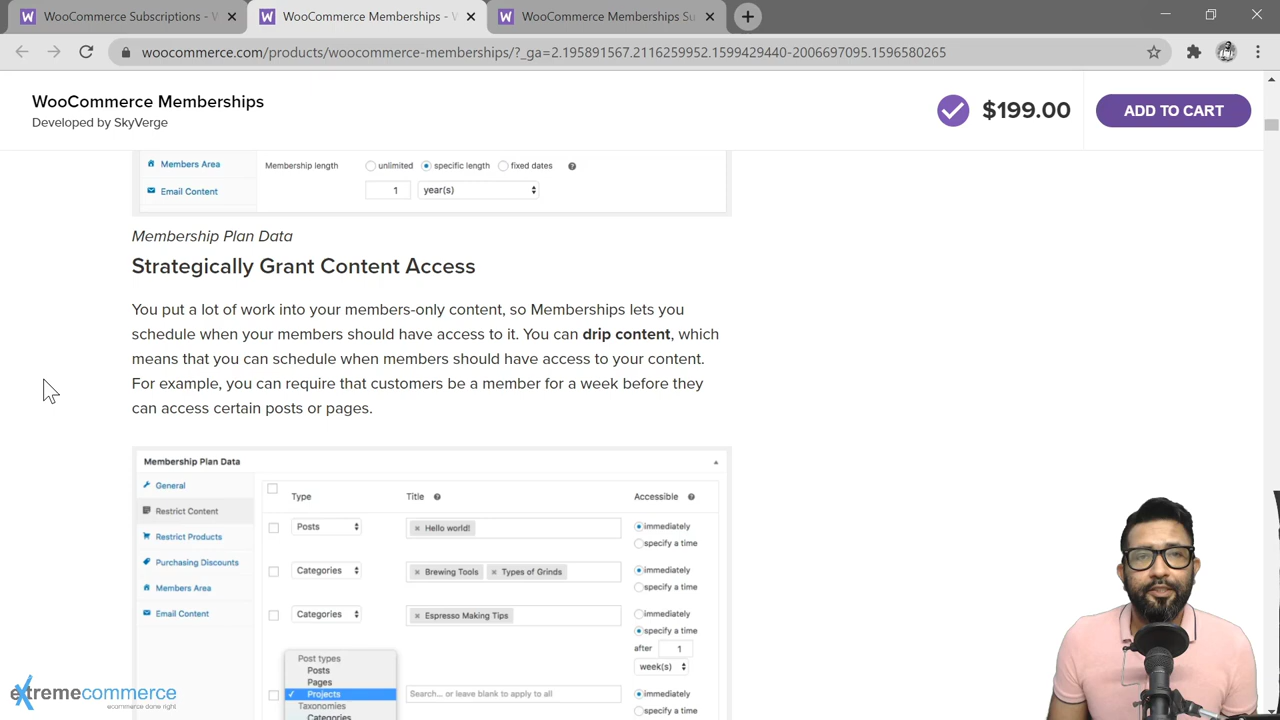 WooCommerce Subscriptions - W
WooCommerce Memberships - W
WooCommerce Memberships Su
woocommerce.com/products/woocommerce-memberships/?_ga=2.195891567.2116259952.1599429440-2006697095.1596580265
WooCommerce Memberships
Developed by SkyVerge
$199.00
ADD TO CART
Members Area
Membership length
unlimited
specific length
fixed dates
Email Content
1
year(s)
Membership Plan Data
Strategically Grant Content Access
You put a lot of work into your members-only content, so Memberships lets you
schedule when your members should have access to it. You can drip content, which
means that you can schedule when members should have access to your content.
For example, you can require that customers be a member for a week before they
can access certain posts or pages.
Membership Plan Data
General
Restrict Content
Restrict Products
Purchasing Discounts
Members Area
Email Content
Type
Title
Accessible
Posts
× Hello world!
immediately
specify a time
Categories
× Brewing Tools × Types of Grinds
immediately
specify a time
Categories
× Espresso Making Tips
immediately
specify a time
after 1
week(s)
Post types
Posts
Pages
✓ Projects
Taxonomies
Categories
Search... or leave blank to apply to all
immediately
specify a time
extremecommerce
ecommerce done right